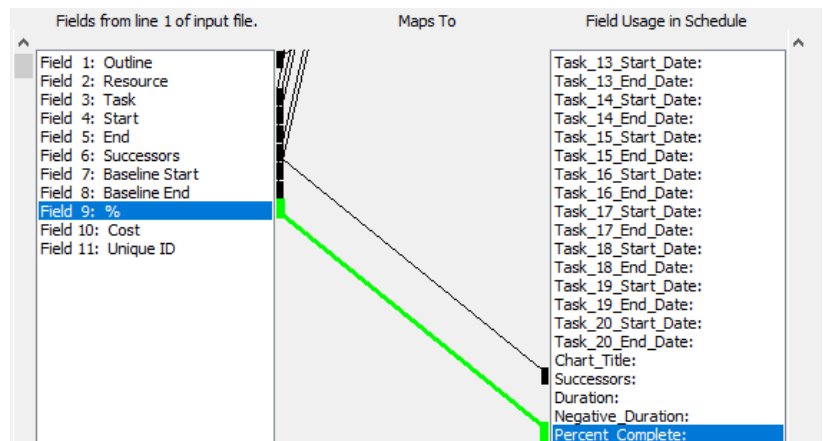 Fields from line 1 of input file.
Maps To
Field Usage in Schedule
Field 1: Outline
Field 2: Resource
Field 3: Task
Field 4: Start
Field 5: End
Field 6: Successors
Field 7: Baseline Start
Field 8: Baseline End
Field 9: %
Field 10: Cost
Field 11: Unique ID
Task_13_Start_Date:
Task_13_End_Date:
Task_14_Start_Date:
Task_14_End_Date:
Task_15_Start_Date:
Task_15_End_Date:
Task_16_Start_Date:
Task_16_End_Date:
Task_17_Start_Date:
Task_17_End_Date:
Task_18_Start_Date:
Task_18_End_Date:
Task_19_Start_Date:
Task_19_End_Date:
Task_20_Start_Date:
Task_20_End_Date:
Chart_Title:
Successors:
Duration:
Negative_Duration:
Percent_Complete: